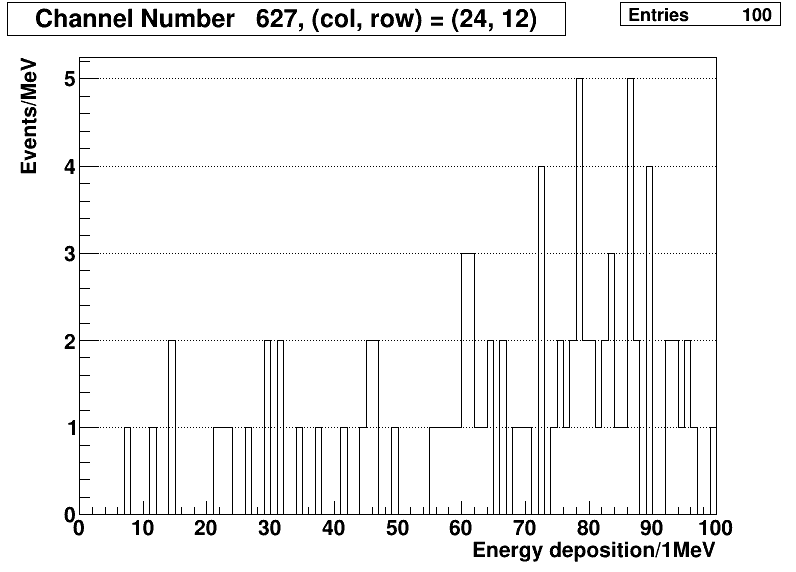 Channel Number 627, (col, row) = (24, 12)
Entries 100
Events/MeV
5
4
3
2
1
0
0 10 20 30 40 50 60 70 80 90 100
Energy deposition/1MeV